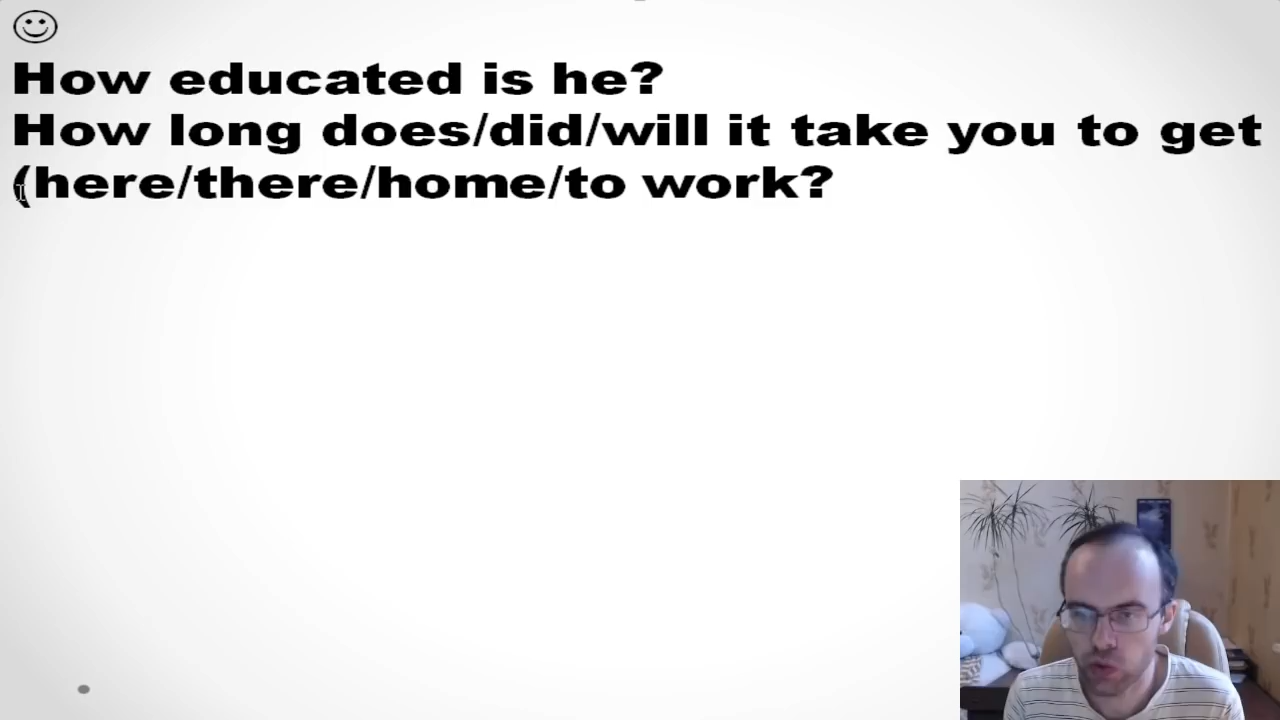 How educated is he?
How long does/did/will it take you to get
(here/there/home/to work?